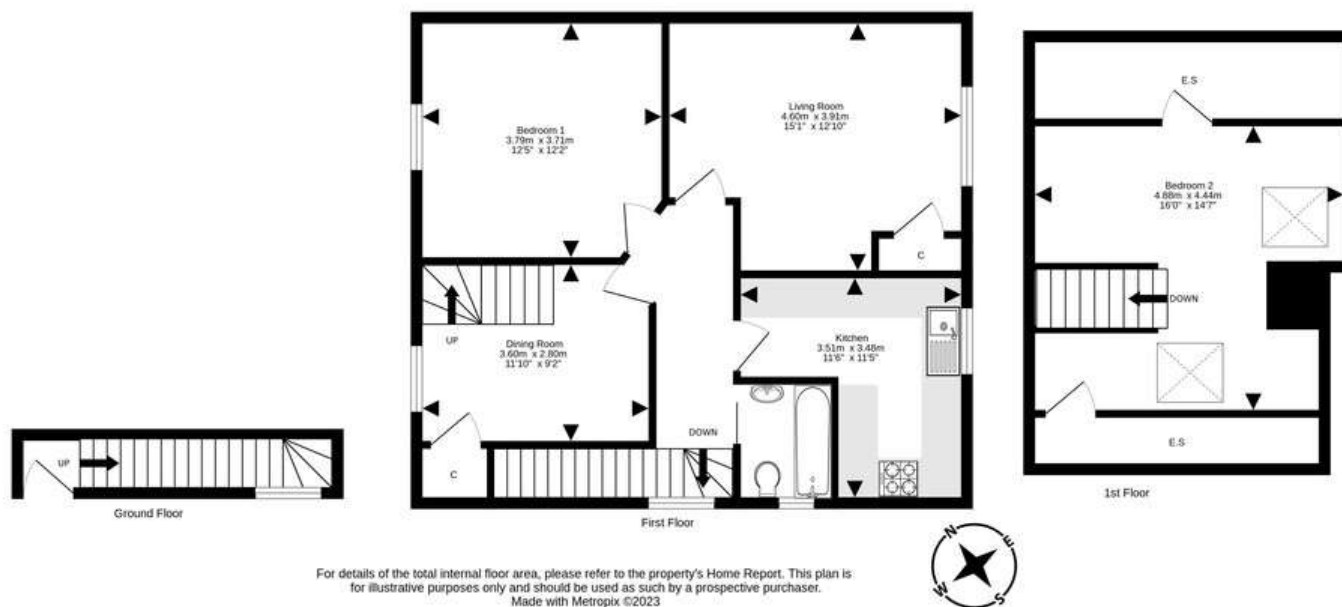 E.S
Bedroom 1
3.79m x 3.71m
12'5" x 12'2"
Living Room
4.60m x 3.91m
15'1" x 12'10"
Bedroom 2
4.88m x 4.44m
16'0" x 14'7"
C
DOWN
UP
Dining Room
3.60m x 2.80m
11'10" x 9'2"
Kitchen
3.51m x 3.48m
11'6" x 11'5"
DOWN
UP
C
E.S
Ground Floor
First Floor
1st Floor
N
E
W
S
For details of the total internal floor area, please refer to the property's Home Report. This plan is
for illustrative purposes only and should be used as such by a prospective purchaser.
Made with Metropix ©2023